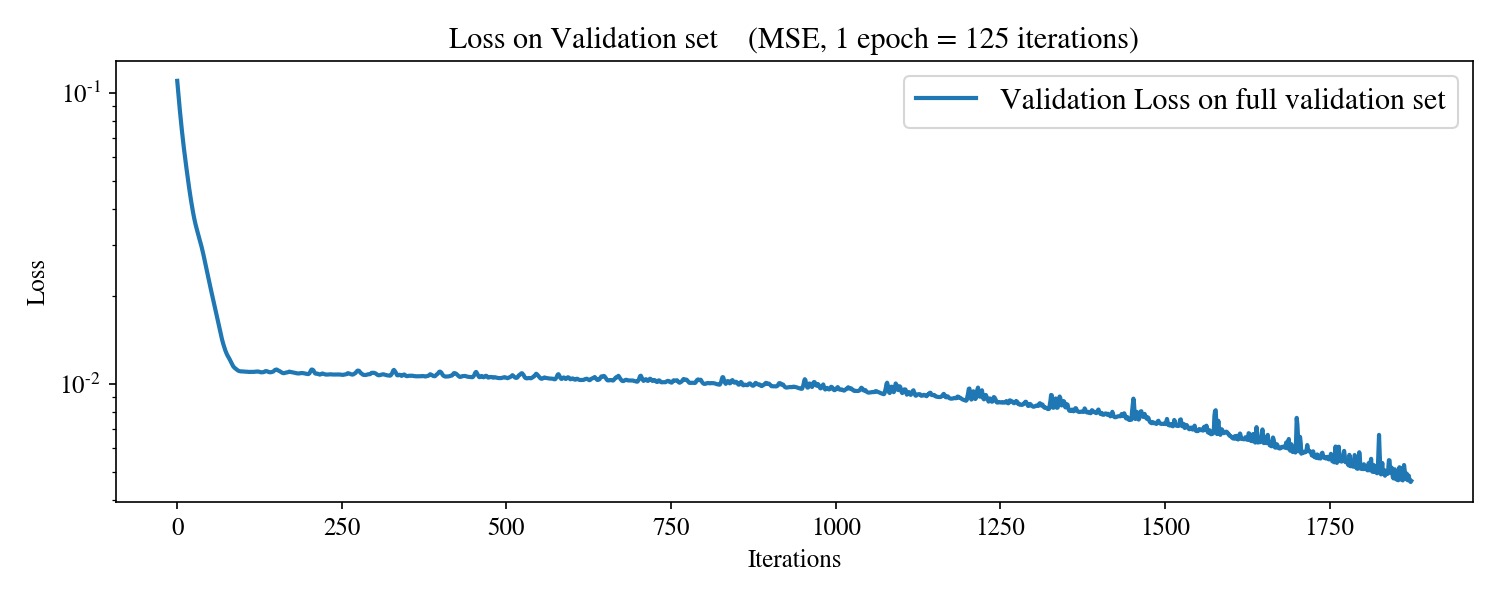 Loss on Validation set    (MSE, 1 epoch = 125 iterations)
Validation Loss on full validation set
10⁻¹
10⁻²
Loss
0 250 500 750 1000 1250 1500 1750
Iterations